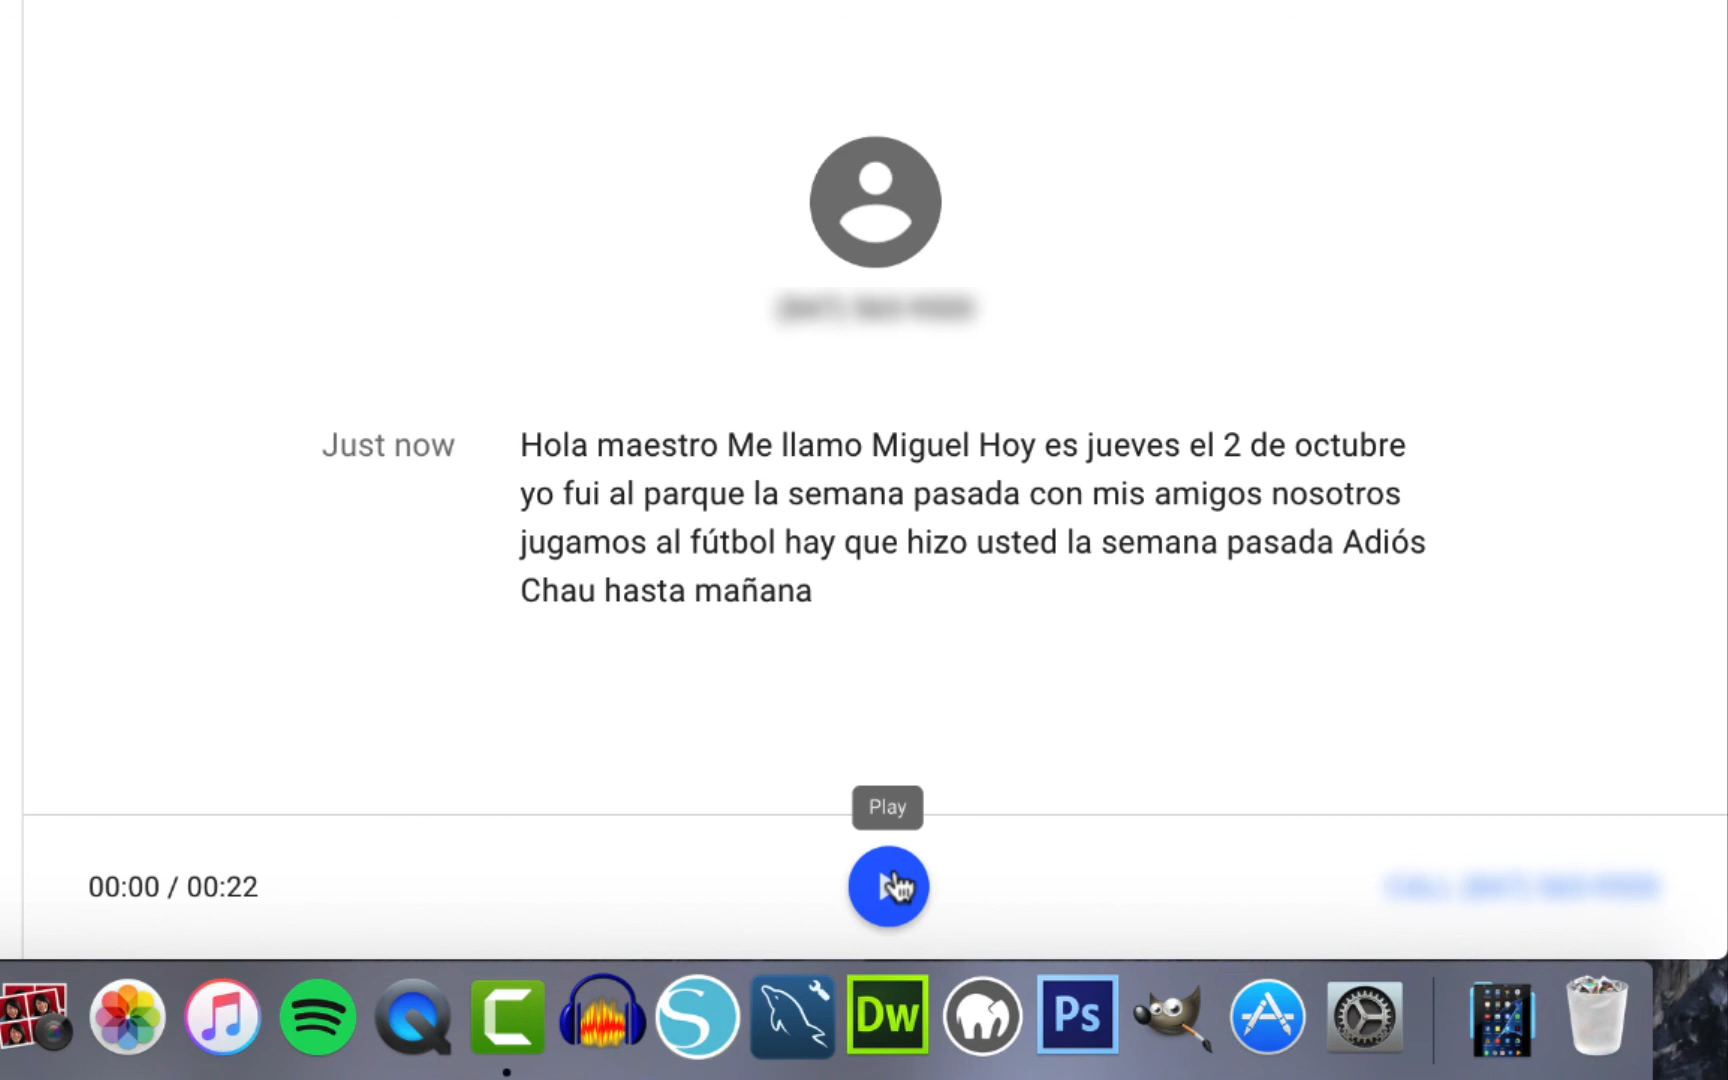 Just now
Hola maestro Me llamo Miguel Hoy es jueves el 2 de octubre
yo fui al parque la semana pasada con mis amigos nosotros
jugamos al fútbol hay que hizo usted la semana pasada Adiós
Chau hasta mañana
Play
00:00 / 00:22
Dw
Ps